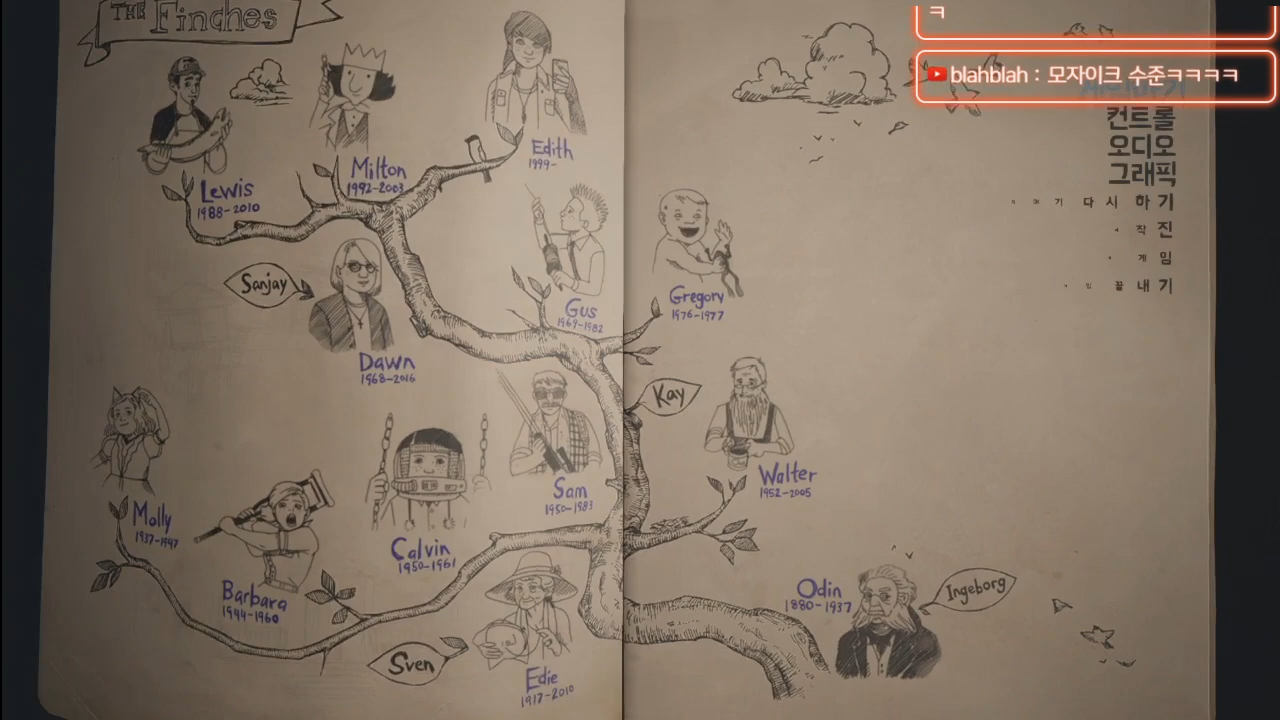 THE Finches
ㅋ
blahblah : 모자이크 수준ㅋㅋㅋㅋ
컨트롤
오디오
그래픽
다시 하기
진
게임
끝내기
Lewis
1988-2010
Milton
1992-2003
Edith
1999-
Sanjay
Dawn
1968-2016
Gus
1969-1982
Gregory
1976-1977
Kay
Sam
1950-1983
Walter
1952-2005
Molly
1937-1947
Barbara
1944-1960
Calvin
1950-1961
Sven
Edie
1917-2010
Odin
1880-1937
Ingeborg